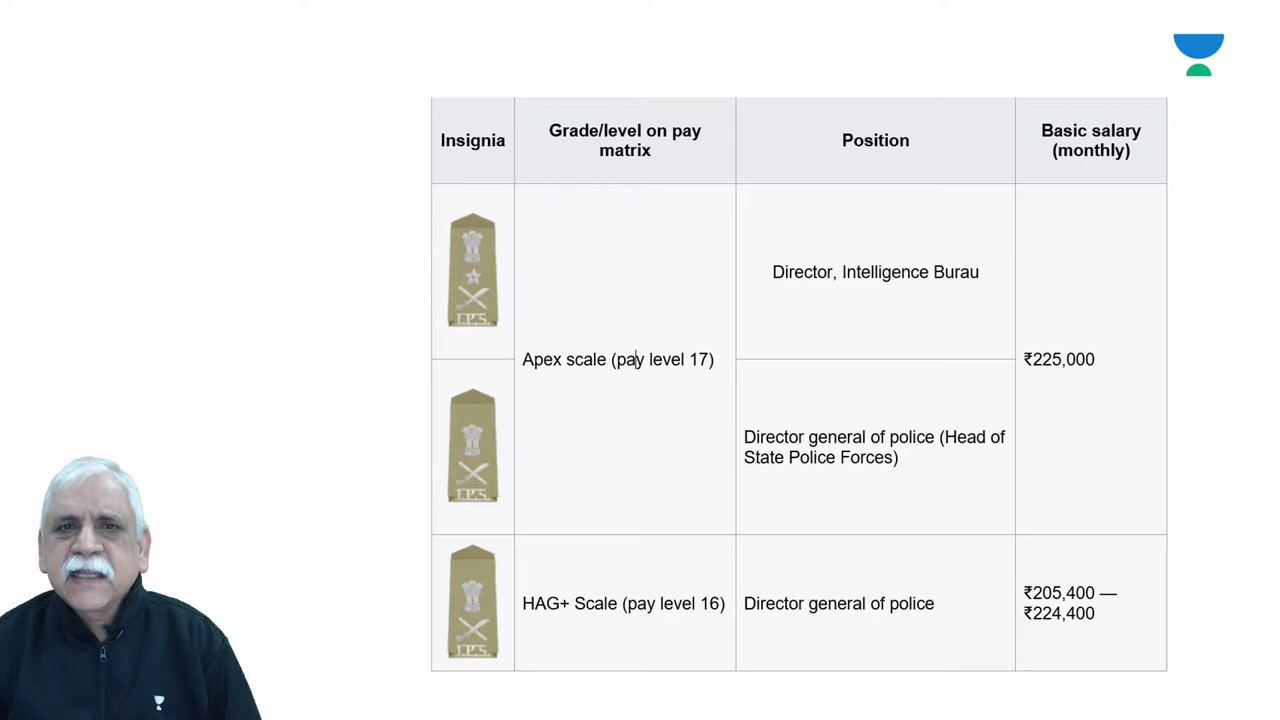 Insignia
Grade/level on pay
matrix
Position
Basic salary
(monthly)
I.P.S.
Director, Intelligence Burau
Apex scale (pay level 17)
₹225,000
I.P.S.
Director general of police (Head of
State Police Forces)
I.P.S.
HAG+ Scale (pay level 16)
Director general of police
₹205,400 —
₹224,400